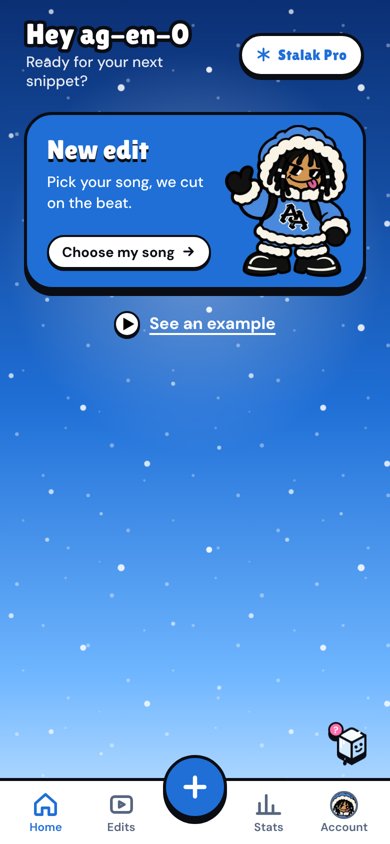 Hey ag-en-0
Ready for your next
snippet?
Stalak Pro
New edit
Pick your song, we cut
on the beat.
Choose my song →
AA
See an example
?
Home
Edits
Stats
Account